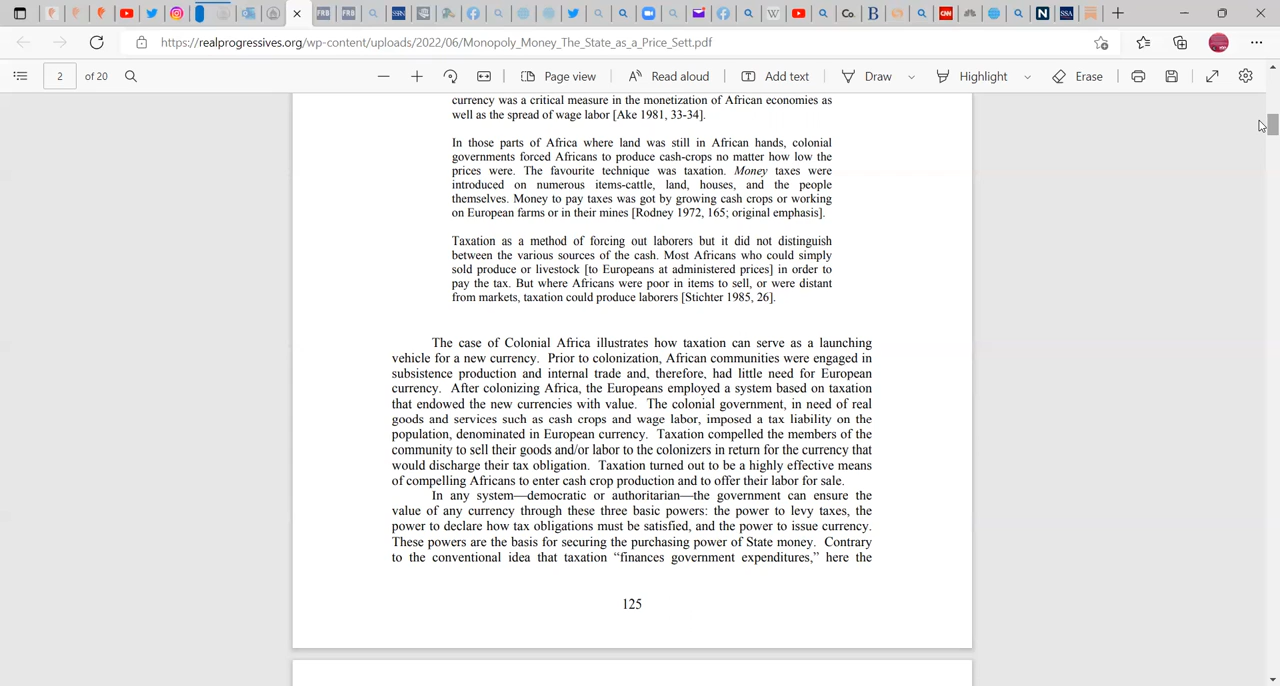 FRB
FRB
SBN
Co.
B
W
CNN
N
SSA
https://realprogressives.org/wp-content/uploads/2022/06/Monopoly_Money_The_State_as_a_Price_Sett.pdf
2
of 20
Page view
Read aloud
Add text
Draw
Highlight
Erase
currency was a critical measure in the monetization of African economies as
well as the spread of wage labor [Ake 1981, 33-34].
In those parts of Africa where land was still in African hands, colonial
governments forced Africans to produce cash-crops no matter how low the
prices were. The favourite technique was taxation. Money taxes were
introduced on numerous items-cattle, land, houses, and the people
themselves. Money to pay taxes was got by growing cash crops or working
on European farms or in their mines [Rodney 1972, 165; original emphasis].
Taxation as a method of forcing out laborers but it did not distinguish
between the various sources of the cash. Most Africans who could simply
sold produce or livestock [to Europeans at administered prices] in order to
pay the tax. But where Africans were poor in items to sell, or were distant
from markets, taxation could produce laborers [Stichter 1985, 26].
The case of Colonial Africa illustrates how taxation can serve as a launching
vehicle for a new currency. Prior to colonization, African communities were engaged in
subsistence production and internal trade and, therefore, had little need for European
currency. After colonizing Africa, the Europeans employed a system based on taxation
that endowed the new currencies with value. The colonial government, in need of real
goods and services such as cash crops and wage labor, imposed a tax liability on the
population, denominated in European currency. Taxation compelled the members of the
community to sell their goods and/or labor to the colonizers in return for the currency that
would discharge their tax obligation. Taxation turned out to be a highly effective means
of compelling Africans to enter cash crop production and to offer their labor for sale.
In any system—democratic or authoritarian—the government can ensure the
value of any currency through these three basic powers: the power to levy taxes, the
power to declare how tax obligations must be satisfied, and the power to issue currency.
These powers are the basis for securing the purchasing power of State money. Contrary
to the conventional idea that taxation “finances government expenditures,” here the
125